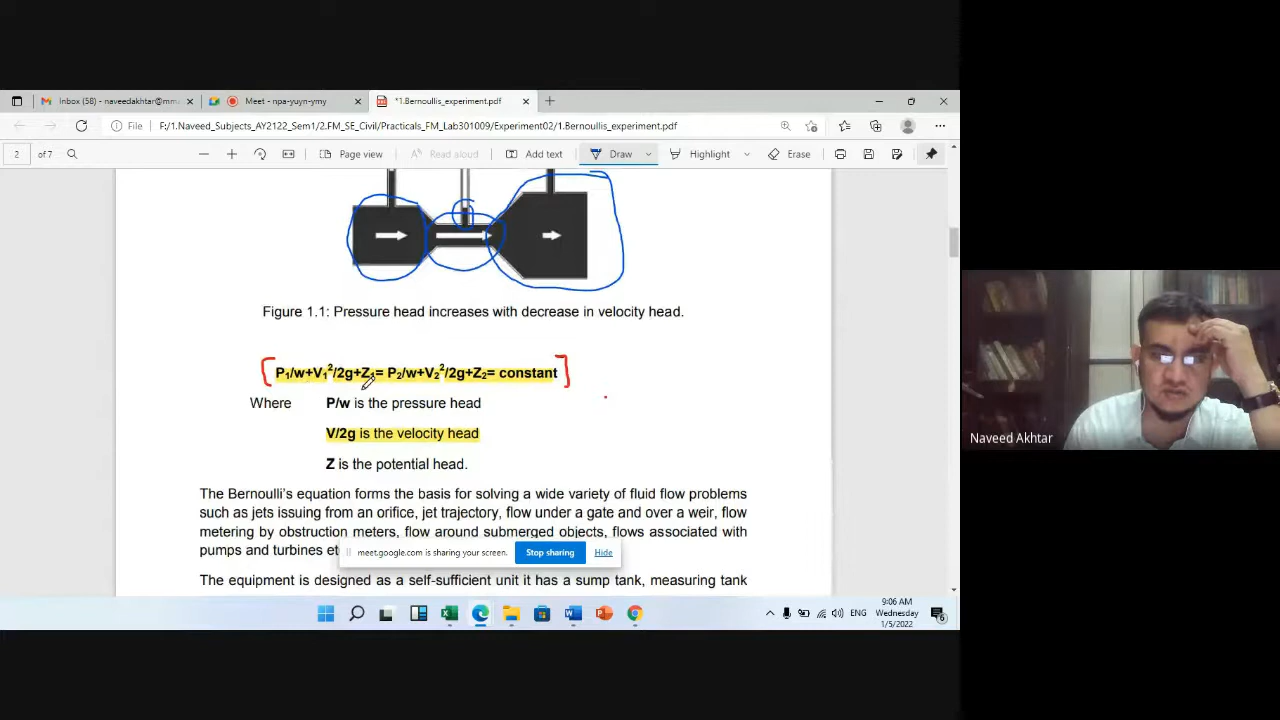 Inbox (58) - naveedakhtar@mm
Meet - npa-yuyn-ymy
*1.Bernoullis_experiment.pdf
File
F:/1.Naveed_Subjects_AY2122_Sem1/2.FM_SE_Civil/Practicals_FM_Lab301009/Experiment02/1.Bernoullis_experiment.pdf
2 of 7
Page view
Read aloud
Add text
Draw
Highlight
Erase
Figure 1.1: Pressure head increases with decrease in velocity head.
P₁/w+V₁²/2g+Z₁= P₂/w+V₂²/2g+Z₂= constant
Where P/w is the pressure head
V/2g is the velocity head
Z is the potential head.
The Bernoulli's equation forms the basis for solving a wide variety of fluid flow problems
such as jets issuing from an orifice, jet trajectory, flow under a gate and over a weir, flow
metering by obstruction meters, flow around submerged objects, flows associated with
pumps and turbines et
meet.google.com is sharing your screen.
Stop sharing
Hide
The equipment is designed as a self-sufficient unit it has a sump tank, measuring tank
ENG
9:06 AM
Wednesday
1/5/2022
6
Naveed Akhtar